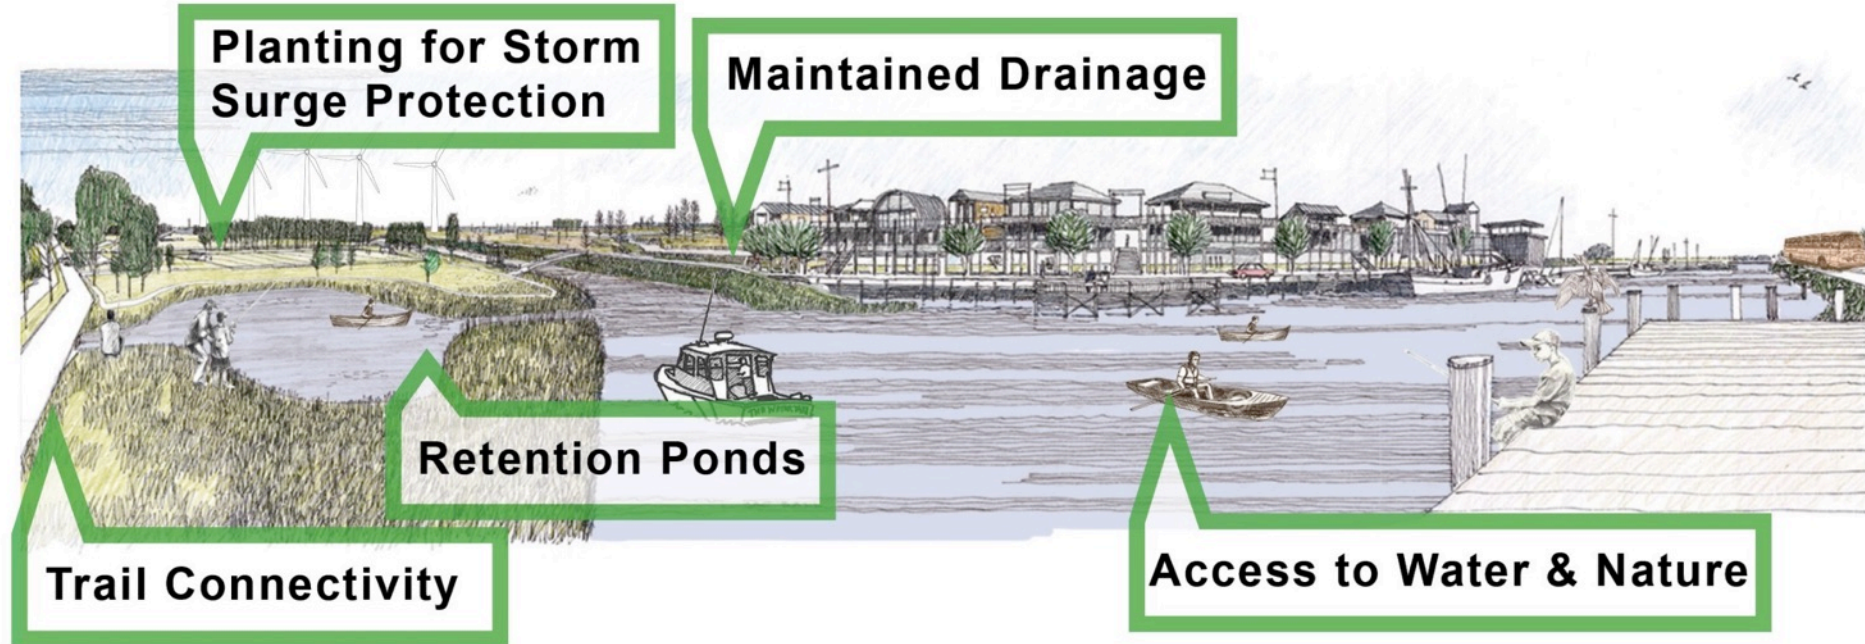 Planting for Storm
Surge Protection
Maintained Drainage
Retention Ponds
Trail Connectivity
Access to Water & Nature